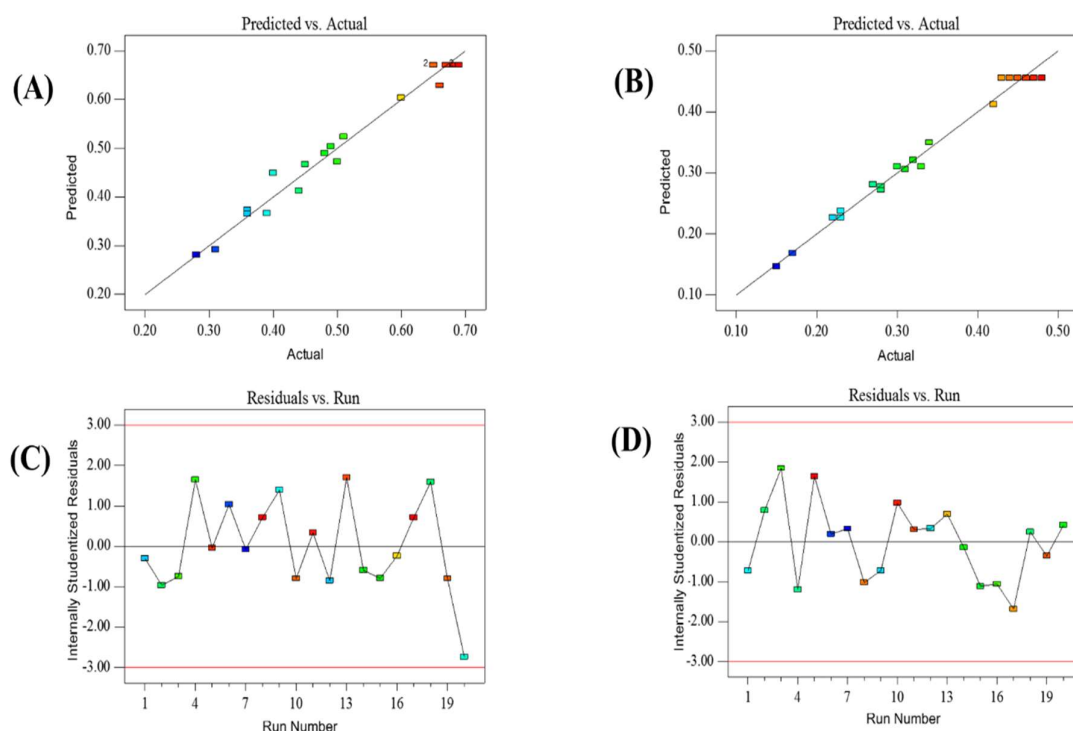 Predicted vs. Actual
(A)
0.70
0.60
0.50
0.40
0.30
0.20
Predicted
2
0.20 0.30 0.40 0.50 0.60 0.70
Actual
Predicted vs. Actual
(B)
0.50
0.40
0.30
0.20
0.10
Predicted
0.10 0.20 0.30 0.40 0.50
Actual
Residuals vs. Run
(C)
3.00
2.00
1.00
0.00
-1.00
-2.00
-3.00
Internally Studentized Residuals
1 4 7 10 13 16 19
Run Number
Residuals vs. Run
(D)
3.00
2.00
1.00
0.00
-1.00
-2.00
-3.00
Internally Studentized Residuals
1 4 7 10 13 16 19
Run Number